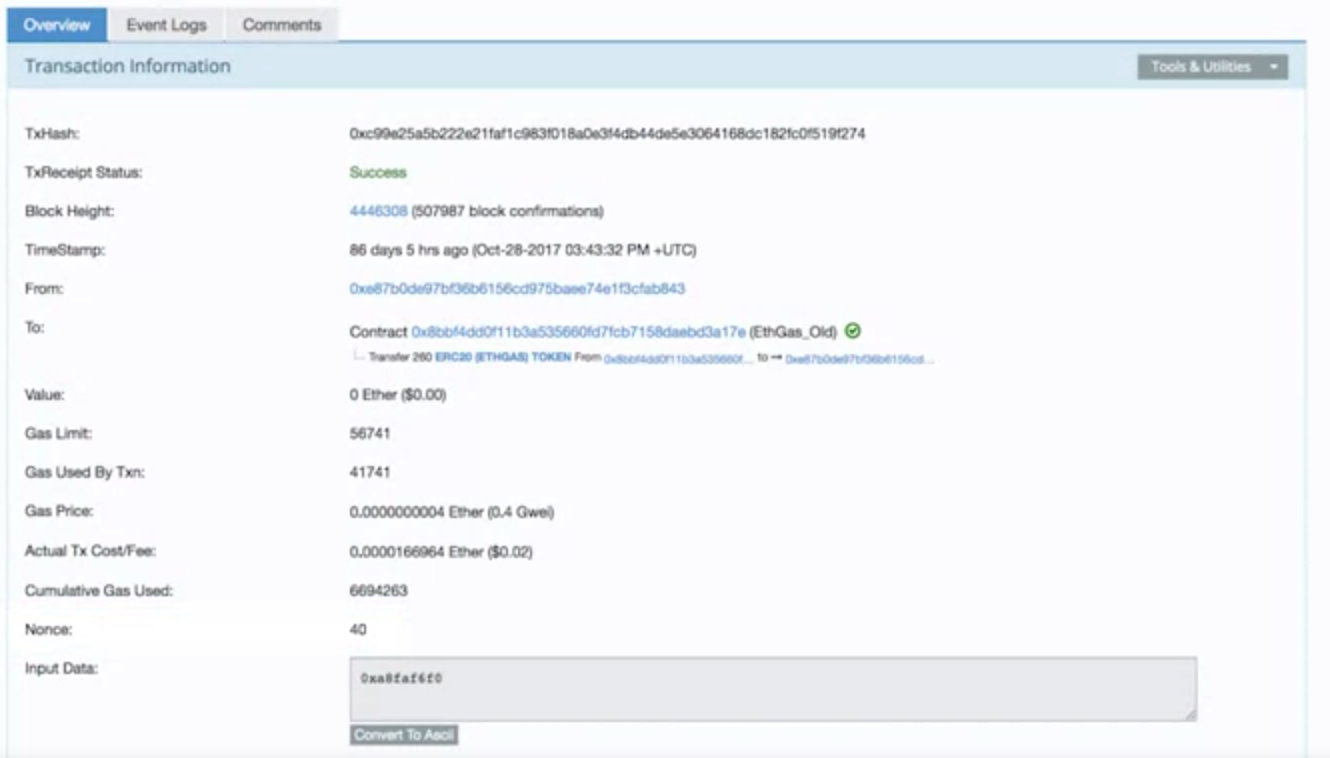 Overview Event Logs Comments
Transaction Information Tools & Utilities
TxHash: 0xc99e25a5b222e21faf1c983f018a0e3f4db44de5e3064168dc182fc0f519f274
TxReceipt Status: Success
Block Height: 4446308 (507987 block confirmations)
TimeStamp: 86 days 5 hrs ago (Oct-28-2017 03:43:32 PM +UTC)
From: 0xe87b0de97bf36b6156cd975baee74e1f3cfab843
To: Contract 0x8bbf4dd0f11b3a535660fd7fcb7158daebd3a17e (EthGas_Old)
Transfer 260 ERC20 (ETHGAS) TOKEN From 0x8bbf4dd0f11b3a535660f... to → 0xe87b0de97bf36b6156cd...
Value: 0 Ether ($0.00)
Gas Limit: 56741
Gas Used By Txn: 41741
Gas Price: 0.0000000004 Ether (0.4 Gwei)
Actual Tx Cost/Fee: 0.0000166964 Ether ($0.02)
Cumulative Gas Used: 6694263
Nonce: 40
Input Data: 0xa8faf6f0
Convert To Ascii